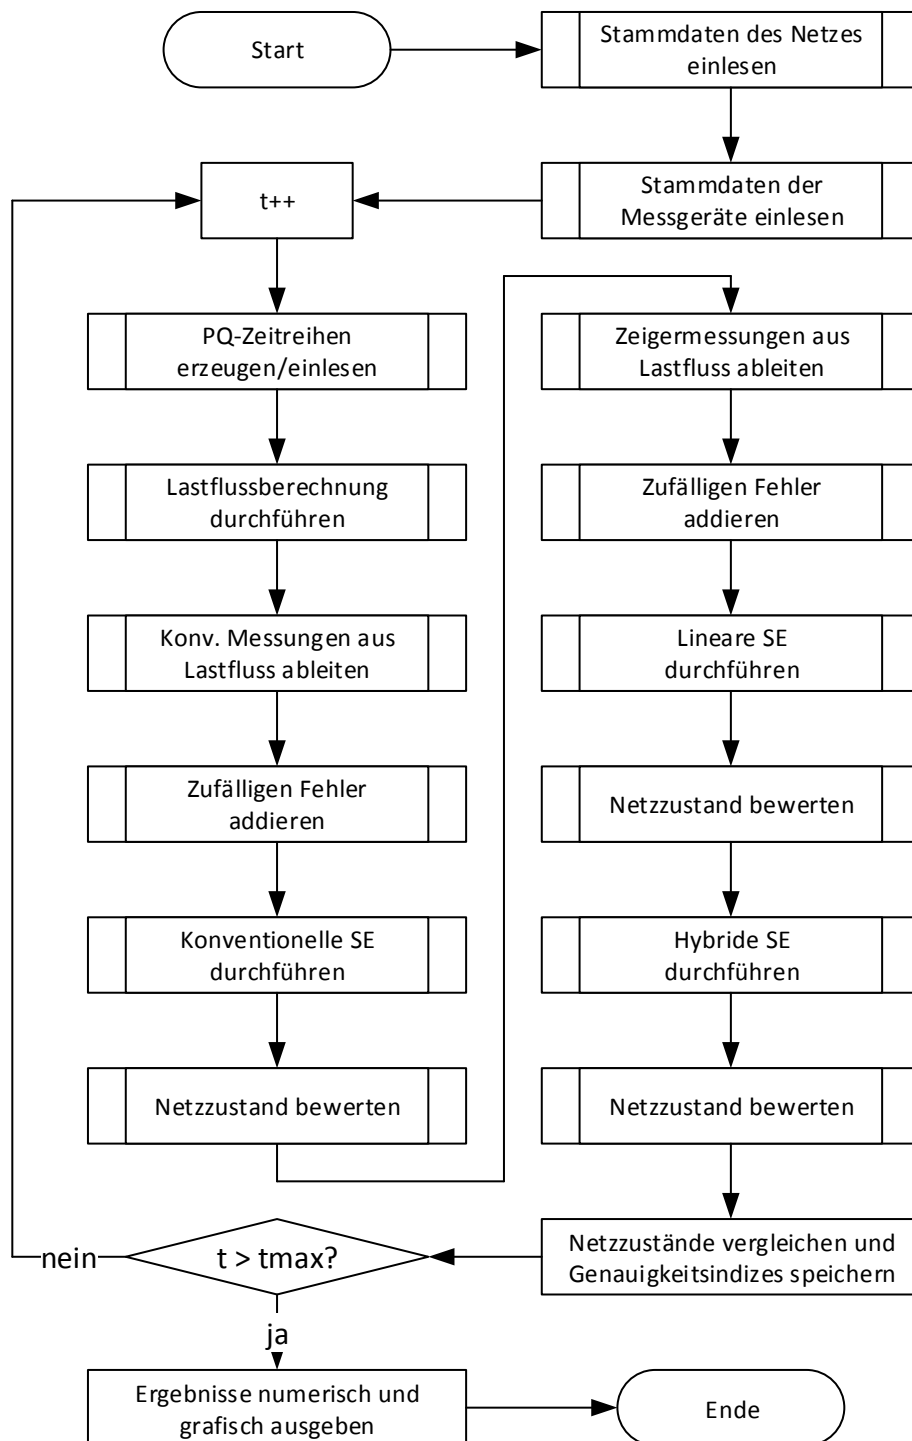 Start
Stammdaten des Netzes
einlesen
Stammdaten der
Messgeräte einlesen
t++
PQ-Zeitreihen
erzeugen/einlesen
Lastflussberechnung
durchführen
Konv. Messungen aus
Lastfluss ableiten
Zufälligen Fehler
addieren
Konventionelle SE
durchführen
Netzzustand bewerten
Zeigermessungen aus
Lastfluss ableiten
Zufälligen Fehler
addieren
Lineare SE
durchführen
Netzzustand bewerten
Hybride SE
durchführen
Netzzustand bewerten
Netzzustände vergleichen und
Genauigkeitsindizes speichern
t > tmax?
nein
ja
Ergebnisse numerisch und
grafisch ausgeben
Ende